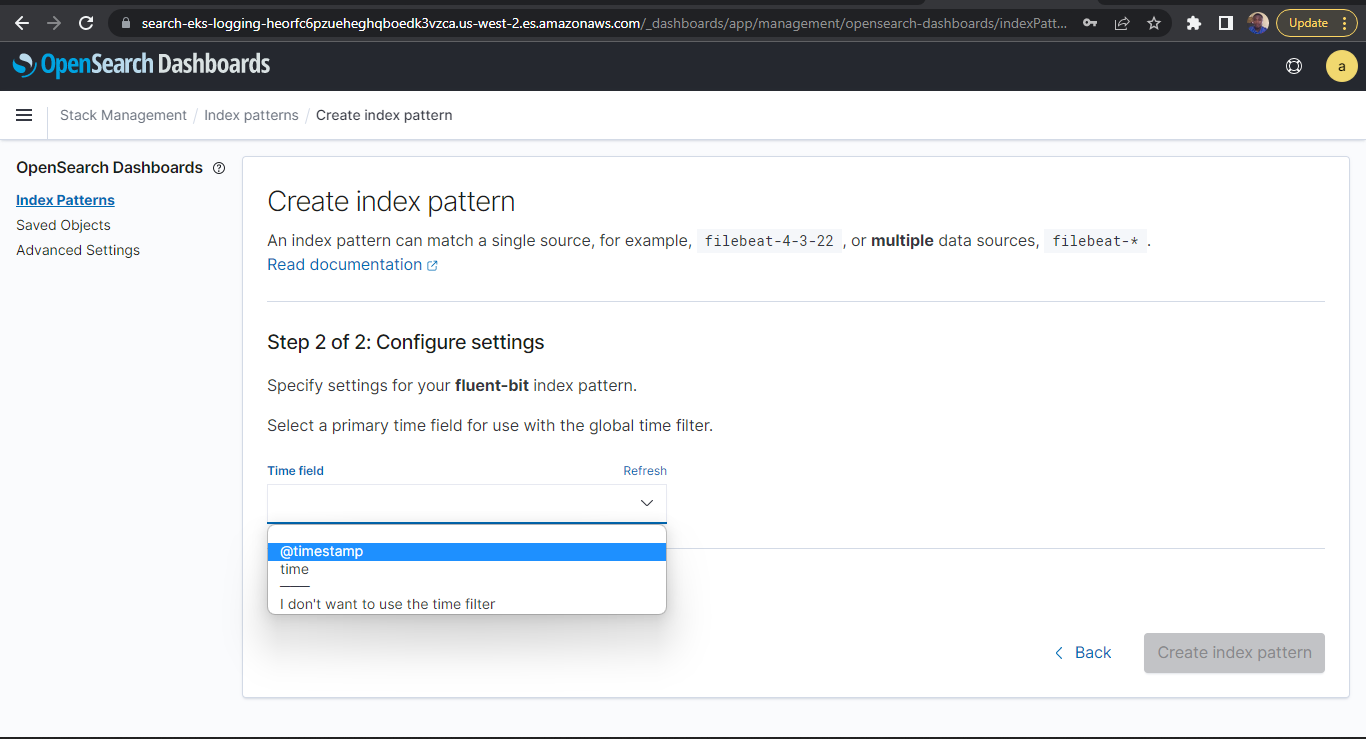 search-eks-logging-heorfc6pzueheghqboedk3vzca.us-west-2.es.amazonaws.com/_dashboards/app/management/opensearch-dashboards/indexPatt...
Update
OpenSearch Dashboards
a
Stack Management / Index patterns / Create index pattern
OpenSearch Dashboards
Index Patterns
Saved Objects
Advanced Settings
Create index pattern
An index pattern can match a single source, for example, filebeat-4-3-22 , or multiple data sources, filebeat-* .
Read documentation
Step 2 of 2: Configure settings
Specify settings for your fluent-bit index pattern.
Select a primary time field for use with the global time filter.
Time field Refresh
@timestamp
time
───
I don't want to use the time filter
Back Create index pattern